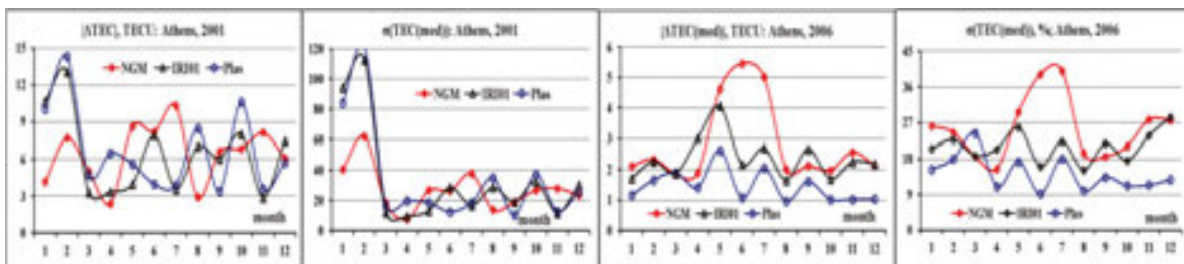 |ΔTEC|, TECU: Athens, 2001
15
12
9
6
3
0
NGM IRI01 Plas
month
1 2 3 4 5 6 7 8 9 10 11 12
σ(TEC(med)): Athens, 2001
120
100
80
60
40
20
0
NGM IRI01 Plas
month
1 2 3 4 5 6 7 8 9 10 11 12
|ΔTEC(med)|, TECU: Athens, 2006
6
5
4
3
2
1
0
NGM IRI01 Plas
month
1 2 3 4 5 6 7 8 9 10 11 12
σ(TEC(med)), %: Athens, 2006
45
36
27
18
9
0
NGM IRI01 Plas
month
1 2 3 4 5 6 7 8 9 10 11 12